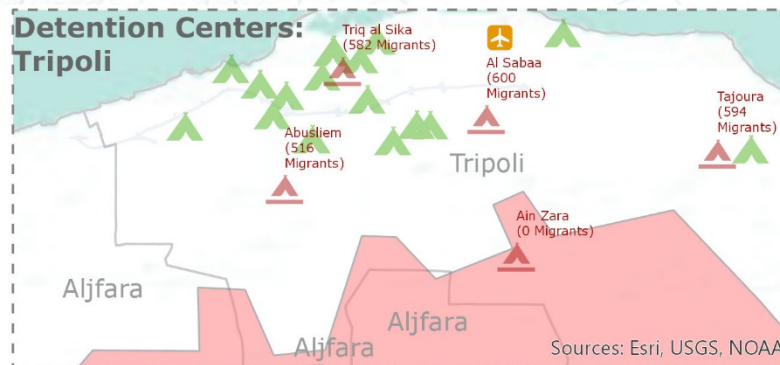 Detention Centers:
Tripoli
Triq al Sika
(582 Migrants)
Al Sabaa
(600
Migrants)
Tajoura
(594
Migrants)
Abusliem
(516
Migrants)
Tripoli
Ain Zara
(0 Migrants)
Aljfara
Aljfara
Aljfara
Sources: Esri, USGS, NOAA